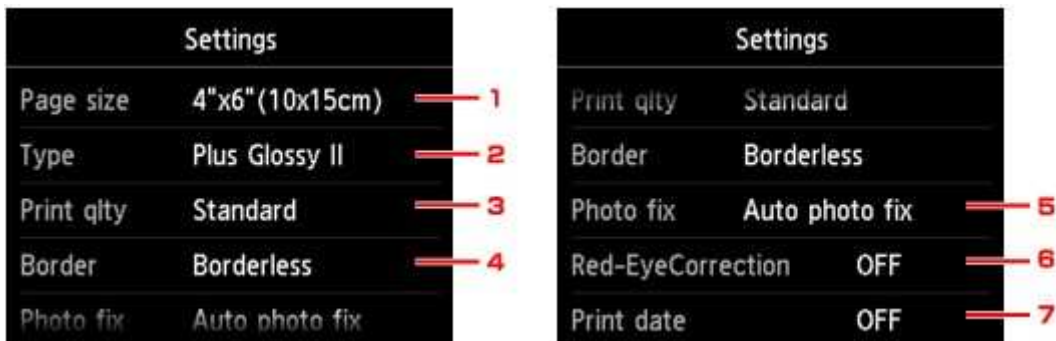 Settings
Page size 4"x6"(10x15cm) 1
Type Plus Glossy II 2
Print qlty Standard 3
Border Borderless 4
Photo fix Auto photo fix
Settings
Print qlty Standard
Border Borderless
Photo fix Auto photo fix 5
Red-EyeCorrection OFF 6
Print date OFF 7